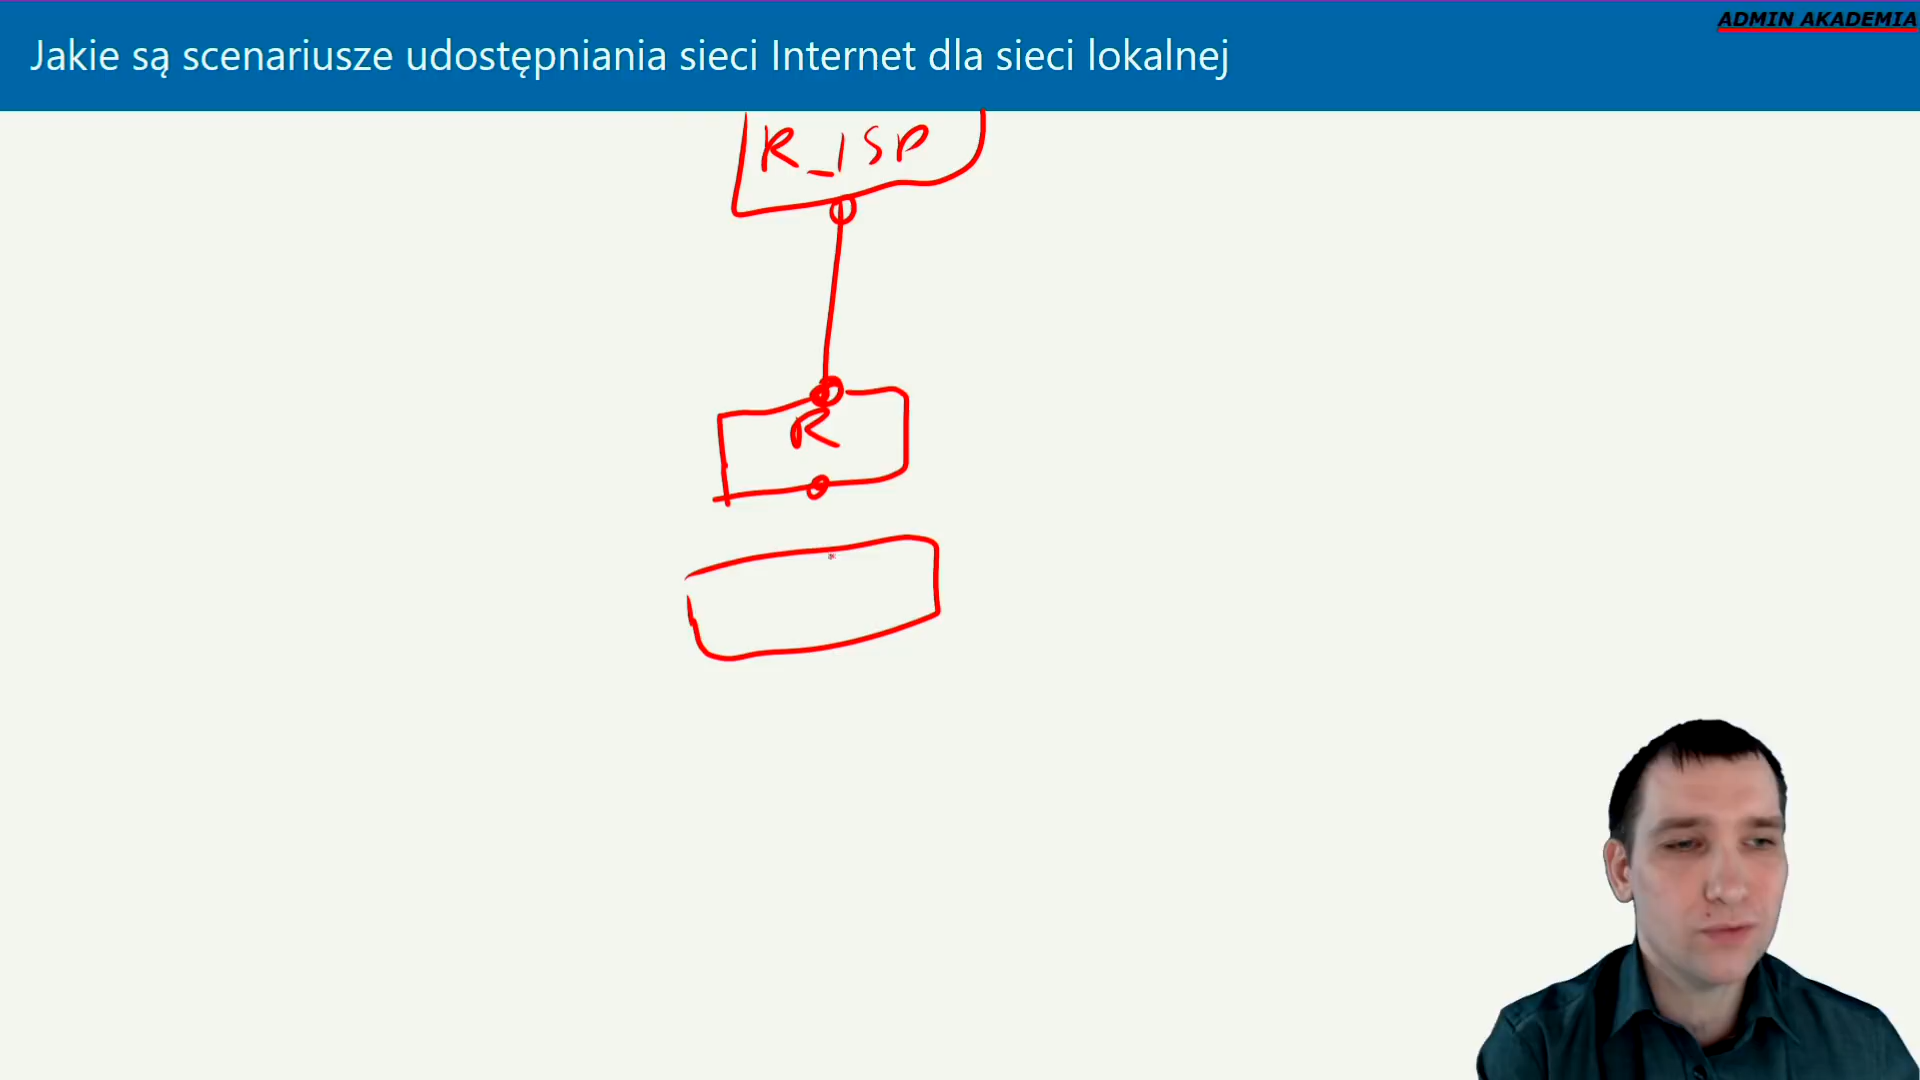 ADMIN AKADEMIA
Jakie są scenariusze udostępniania sieci Internet dla sieci lokalnej
R_ISP
R